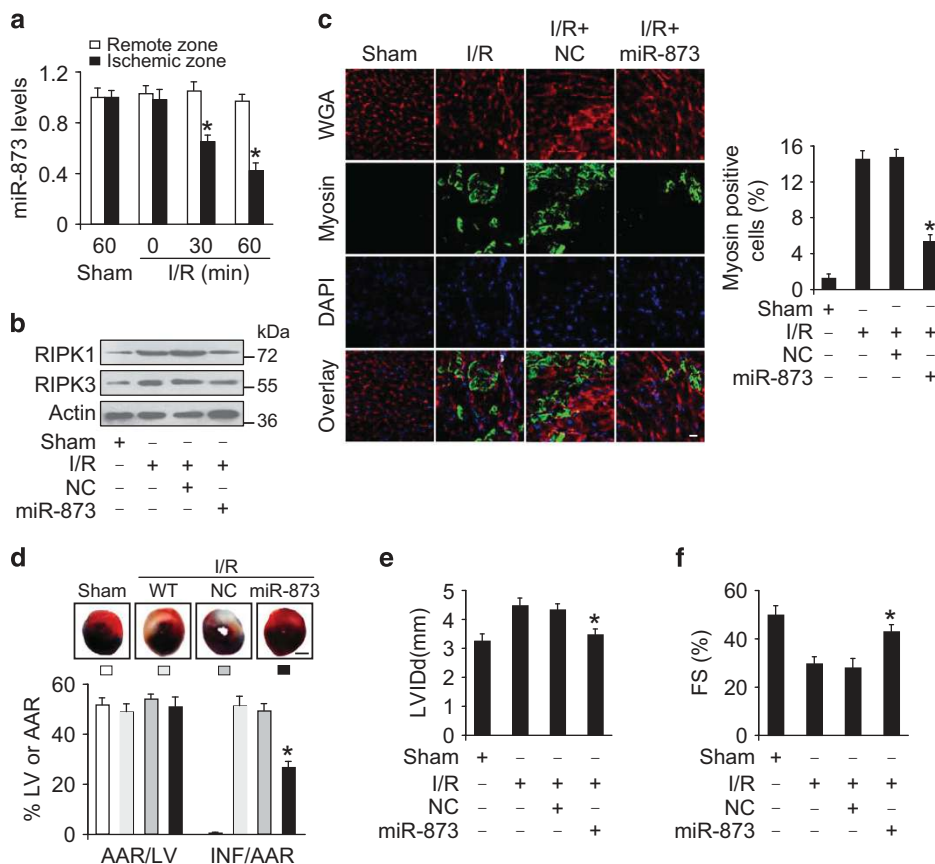 a
Remote zone
Ischemic zone
miR-873 levels
1.2
0.8
0.4
0
* *
60 0 30 60
Sham I/R (min)
b
kDa
RIPK1 72
RIPK3 55
Actin 36
Sham + – – –
I/R – + + +
NC – – + –
miR-873 – – – +
c
Sham I/R I/R+ NC I/R+ miR-873
WGA
Myosin
DAPI
Overlay
Myosin positive cells (%)
16
12
8
4
0
*
Sham + – – –
I/R – + + +
NC – – + –
miR-873 – – – +
d
I/R
Sham WT NC miR-873
% LV or AAR
60
40
20
0
*
AAR/LV INF/AAR
e
LVIDd(mm)
6
5
4
3
2
1
0
*
Sham + – – –
I/R – + + +
NC – – + –
miR-873 – – – +
f
FS (%)
60
40
20
0
*
Sham + – – –
I/R – + + +
NC – – + –
miR-873 – – – +